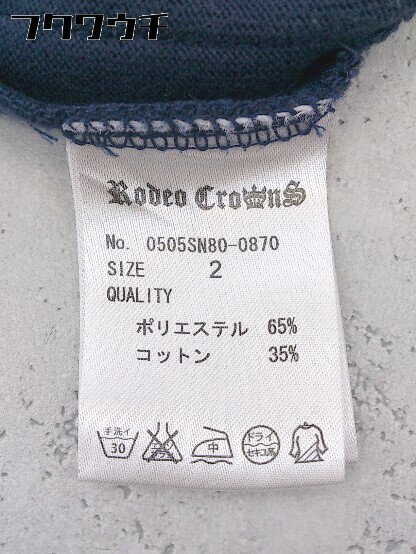 フクワウチ
Rodeo CrownS
No. 0505SN80-0870
SIZE 2
QUALITY
ポリエステル 65%
コットン 35%
手洗イ 30 中 ドライ セキユ系